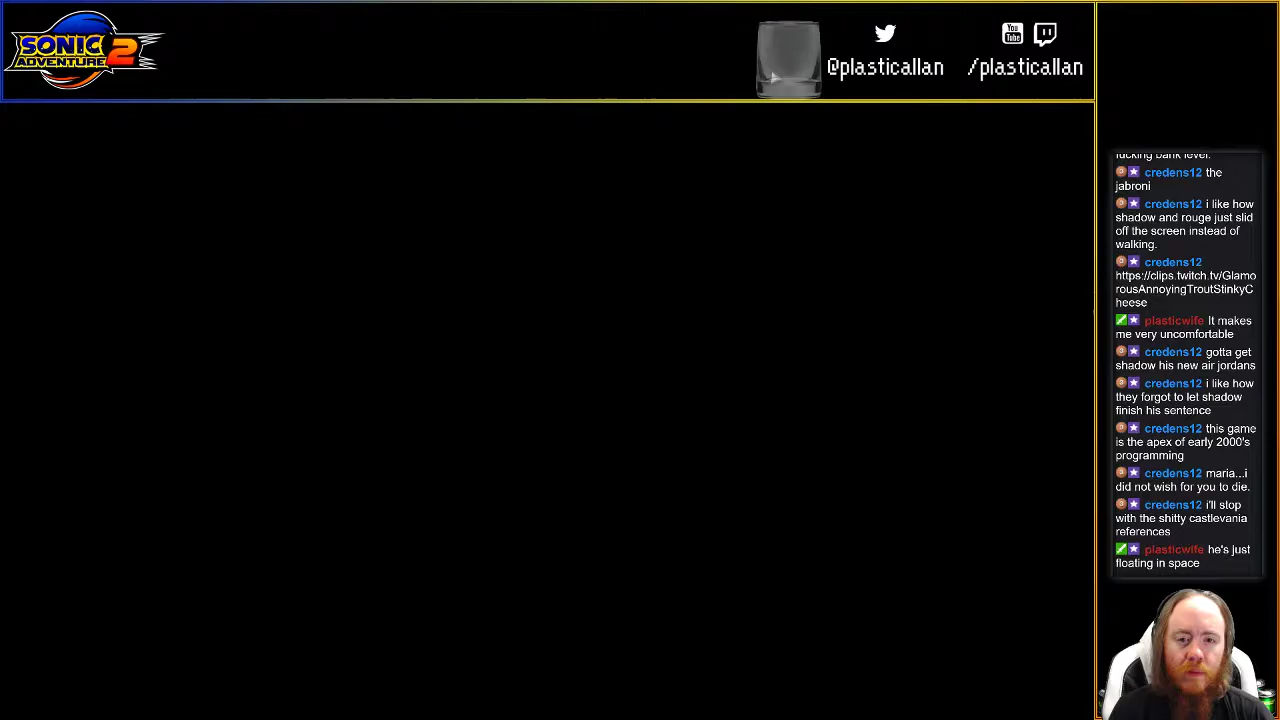 SONIC
ADVENTURE 2
@plasticallan
/plasticallan
fucking bank level.
credens12 the
jabroni
credens12 i like how
shadow and rouge just slid
off the screen instead of
walking.
credens12
https://clips.twitch.tv/Glamo
rousAnnoyingTroutStinkyC
heese
plasticwife It makes
me very uncomfortable
credens12 gotta get
shadow his new air jordans
credens12 i like how
they forgot to let shadow
finish his sentence
credens12 this game
is the apex of early 2000's
programming
credens12 maria...i
did not wish for you to die.
credens12 i'll stop
with the shitty castlevania
references
plasticwife he's just
floating in space